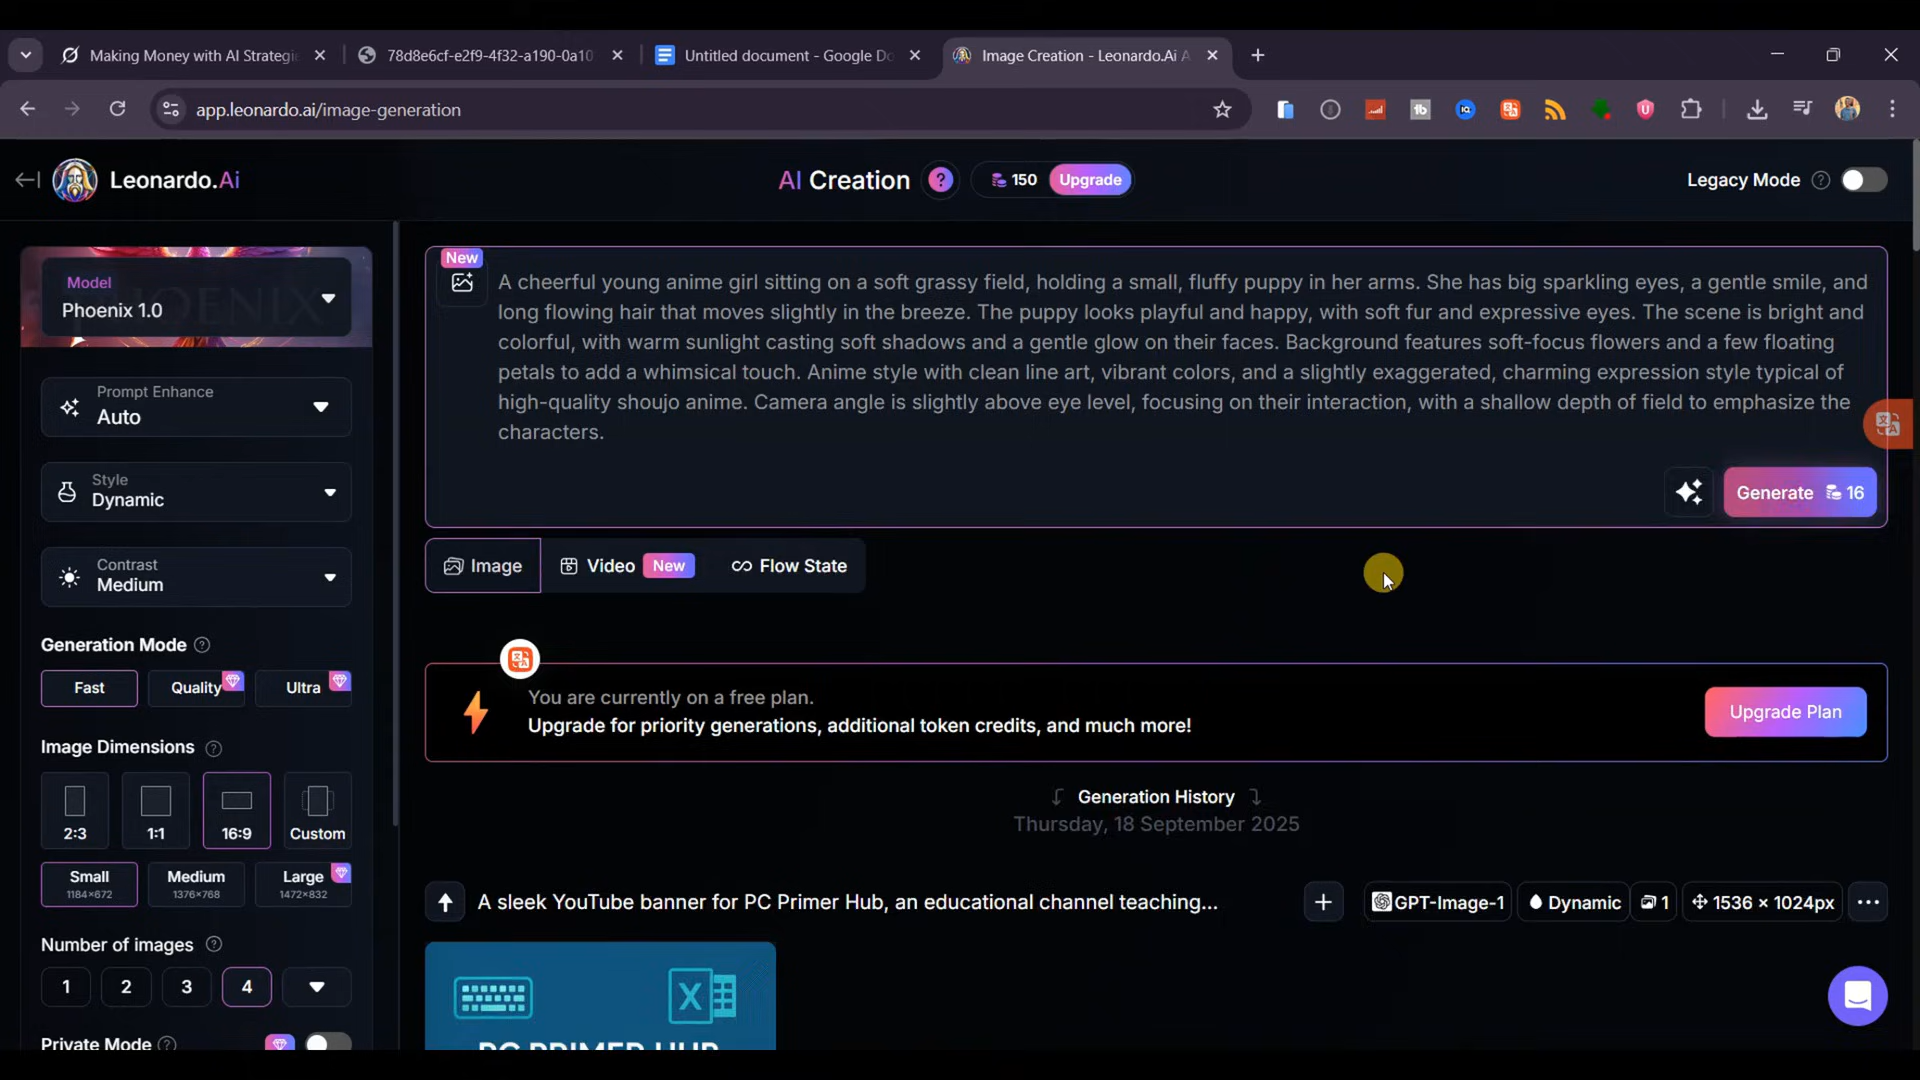 Making Money with AI Strategi
78d8e6cf-e2f9-4f32-a190-0a10
Untitled document - Google Do
Image Creation - Leonardo.Ai A
app.leonardo.ai/image-generation
Leonardo.Ai
AI Creation
?
150
Upgrade
Legacy Mode
Model
Phoenix 1.0
Prompt Enhance
Auto
Style
Dynamic
Contrast
Medium
Generation Mode
Fast
Quality
Ultra
Image Dimensions
2:3
1:1
16:9
Custom
Small
1184×672
Medium
1376×768
Large
1472×832
Number of images
1
2
3
4
Private Mode
New
A cheerful young anime girl sitting on a soft grassy field, holding a small, fluffy puppy in her arms. She has big sparkling eyes, a gentle smile, and
long flowing hair that moves slightly in the breeze. The puppy looks playful and happy, with soft fur and expressive eyes. The scene is bright and
colorful, with warm sunlight casting soft shadows and a gentle glow on their faces. Background features soft-focus flowers and a few floating
petals to add a whimsical touch. Anime style with clean line art, vibrant colors, and a slightly exaggerated, charming expression style typical of
high-quality shoujo anime. Camera angle is slightly above eye level, focusing on their interaction, with a shallow depth of field to emphasize the
characters.
Generate 16
Image
Video
New
Flow State
You are currently on a free plan.
Upgrade for priority generations, additional token credits, and much more!
Upgrade Plan
Generation History
Thursday, 18 September 2025
A sleek YouTube banner for PC Primer Hub, an educational channel teaching...
GPT-Image-1
Dynamic
1
1536 × 1024px
X
PC PRIMER HUB